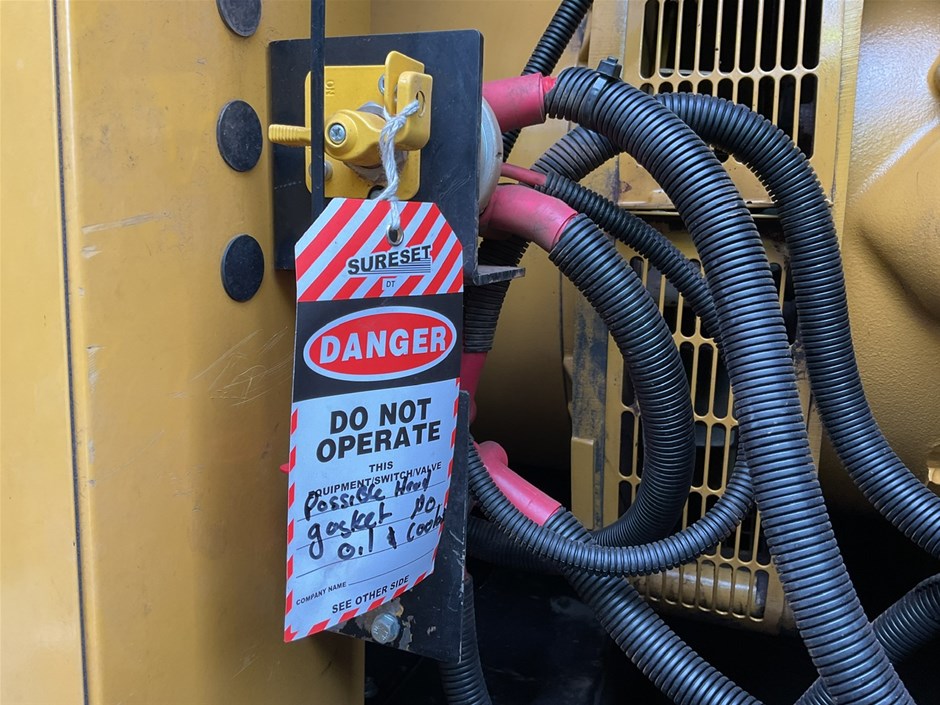 ON
SURESET
DT
DANGER
DO NOT
OPERATE
THIS
EQUIPMENT/SWITCH/VALVE
Possible Head
gasket no
oil &
COMPANY NAME
SEE OTHER SIDE